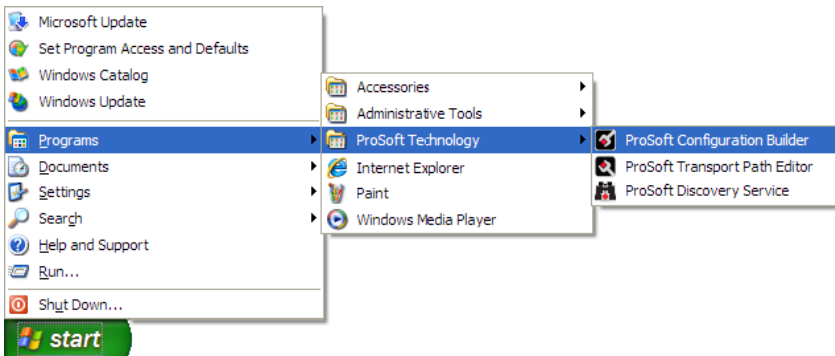 Microsoft Update
Set Program Access and Defaults
Windows Catalog
Windows Update
Programs
Documents
Settings
Search
Help and Support
Run...
Shut Down...
start
Accessories
Administrative Tools
ProSoft Technology
Internet Explorer
Paint
Windows Media Player
ProSoft Configuration Builder
ProSoft Transport Path Editor
ProSoft Discovery Service